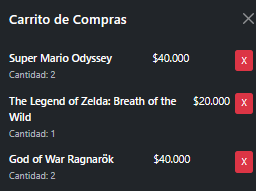 Carrito de Compras
Super Mario Odyssey $40.000 X
Cantidad: 2
The Legend of Zelda: Breath of the $20.000 X
Wild
Cantidad: 1
God of War Ragnarök $40.000 X
Cantidad: 2